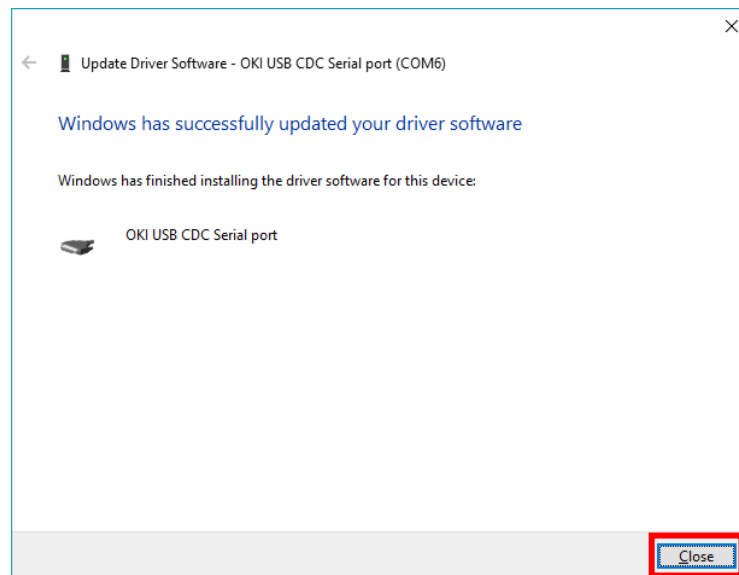 Update Driver Software - OKI USB CDC Serial port (COM6)
Windows has successfully updated your driver software
Windows has finished installing the driver software for this device:
OKI USB CDC Serial port
Close